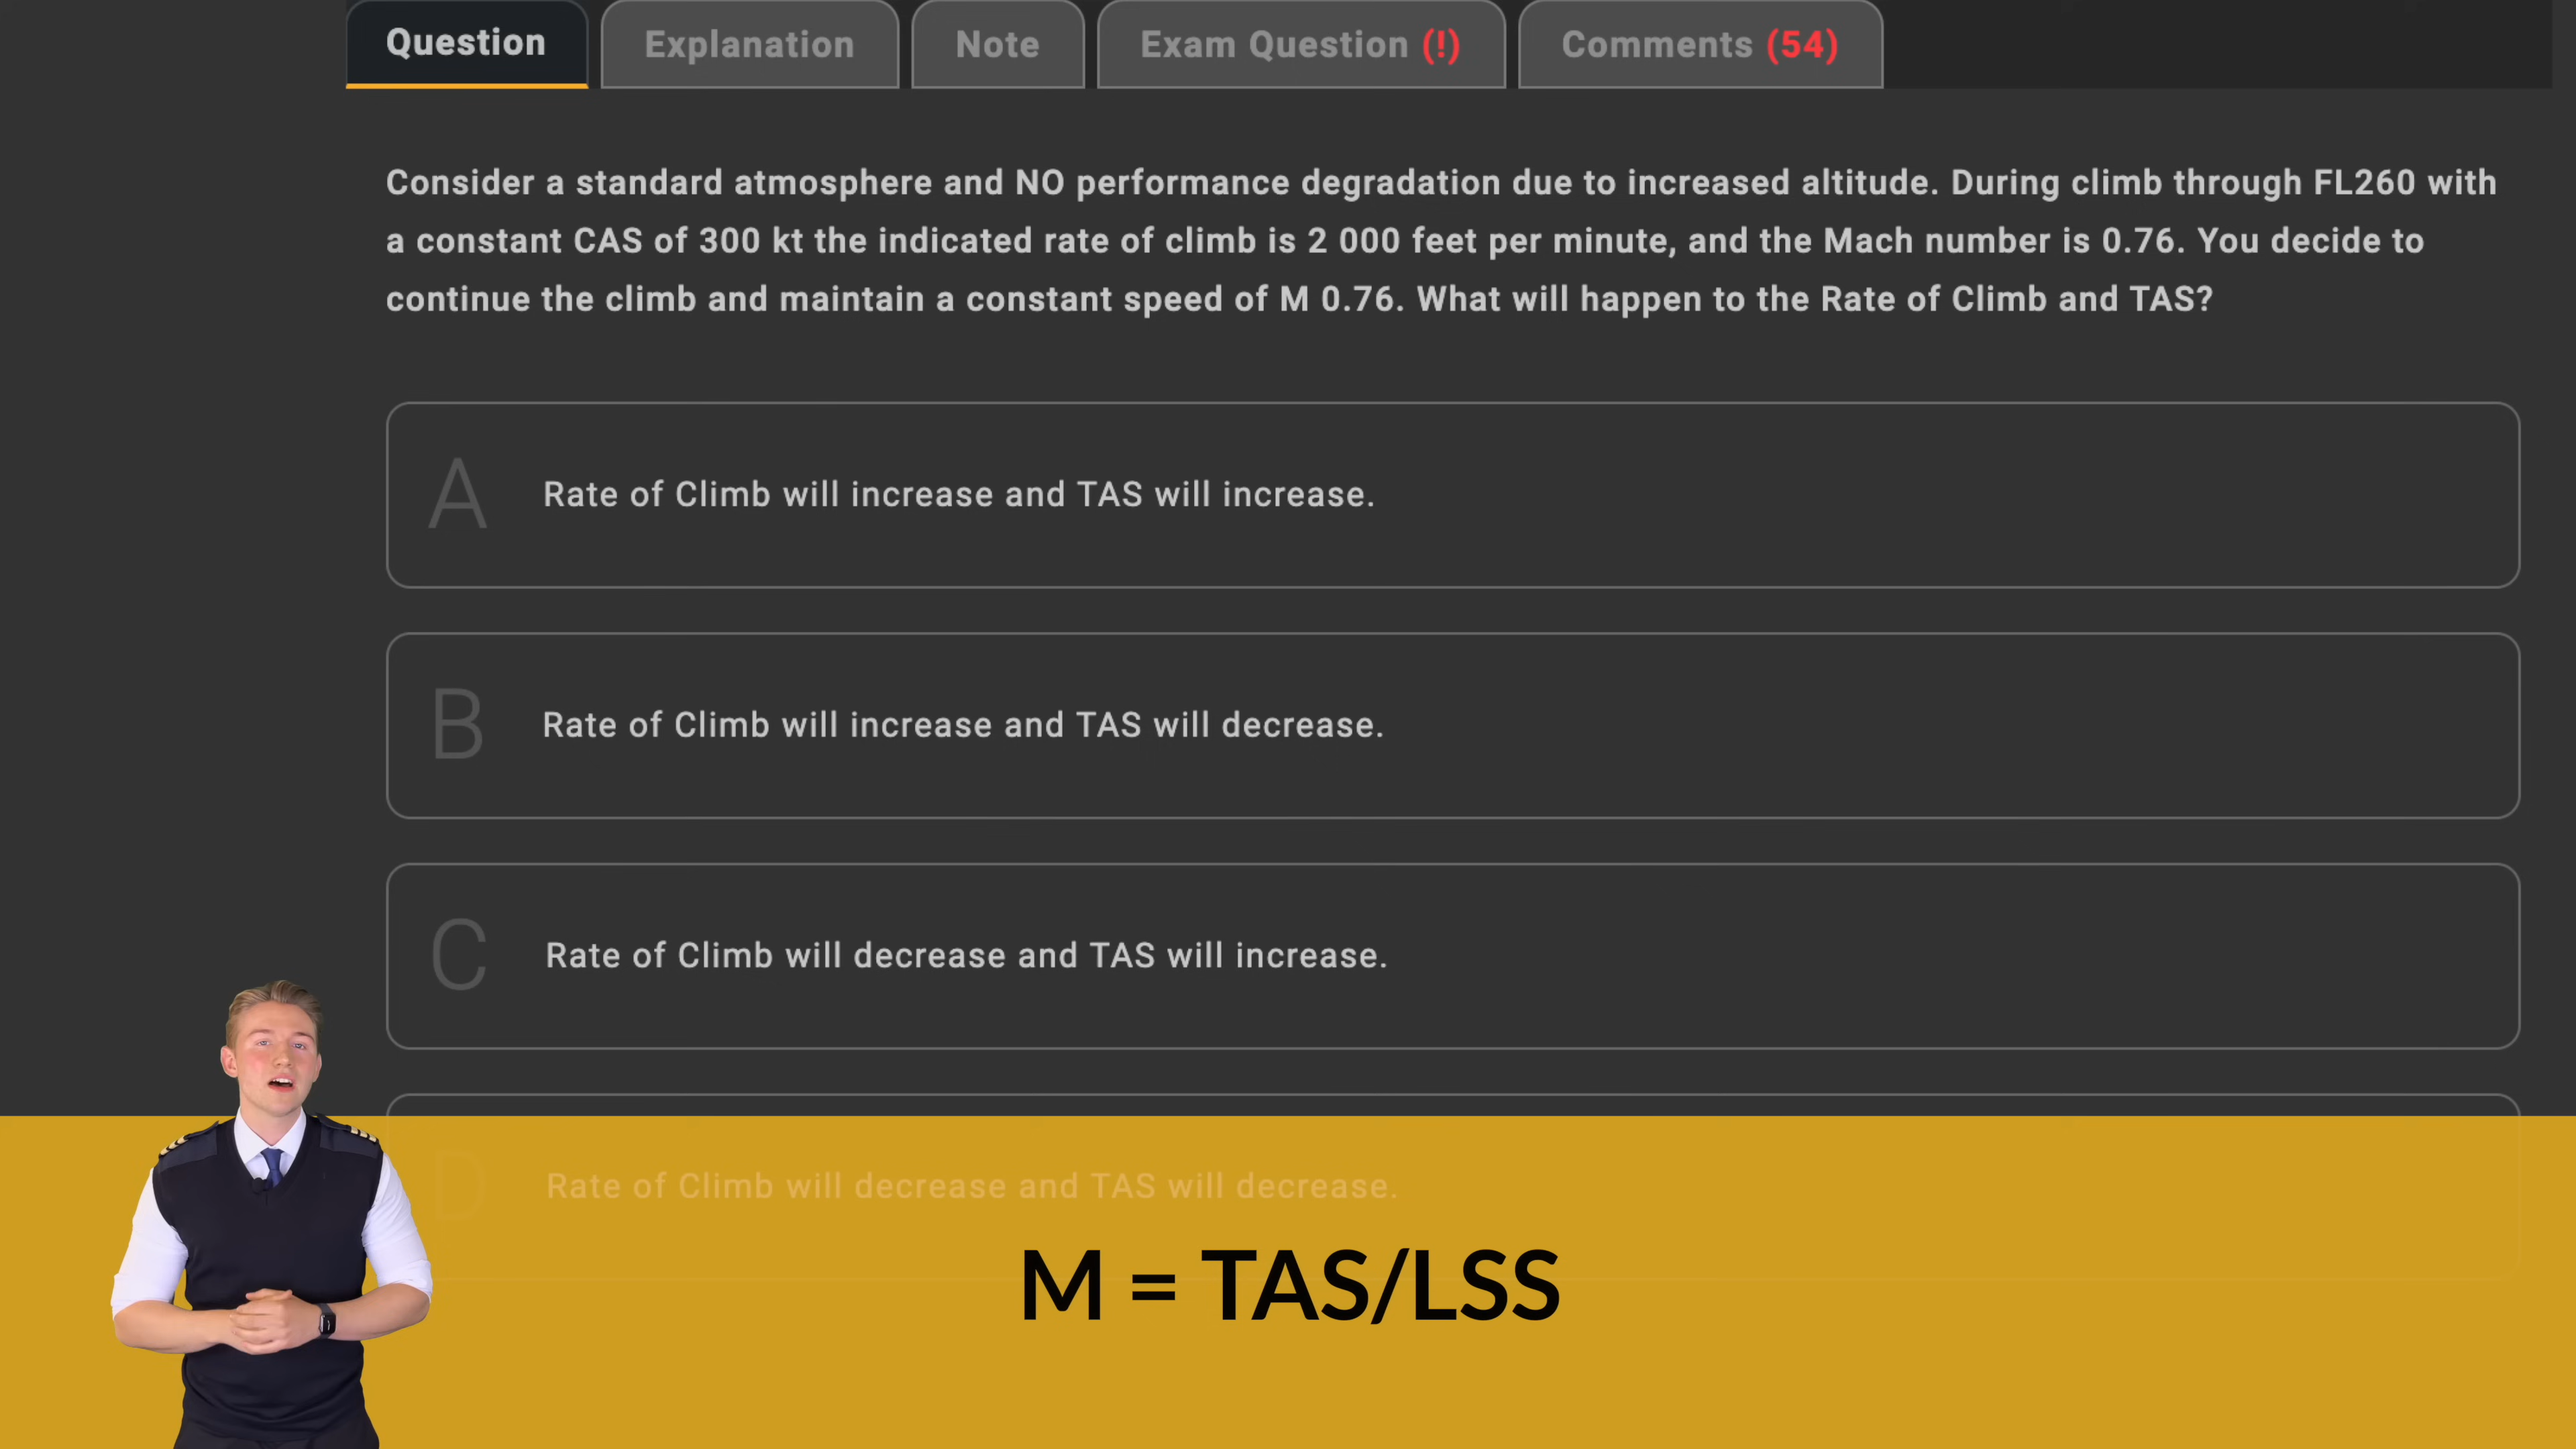 Question
Explanation
Note
Exam Question (!)
Comments (54)
Consider a standard atmosphere and NO performance degradation due to increased altitude. During climb through FL260 with
a constant CAS of 300 kt the indicated rate of climb is 2 000 feet per minute, and the Mach number is 0.76. You decide to
continue the climb and maintain a constant speed of M 0.76. What will happen to the Rate of Climb and TAS?
A Rate of Climb will increase and TAS will increase.
B Rate of Climb will increase and TAS will decrease.
C Rate of Climb will decrease and TAS will increase.
D Rate of Climb will decrease and TAS will decrease.
M = TAS/LSS